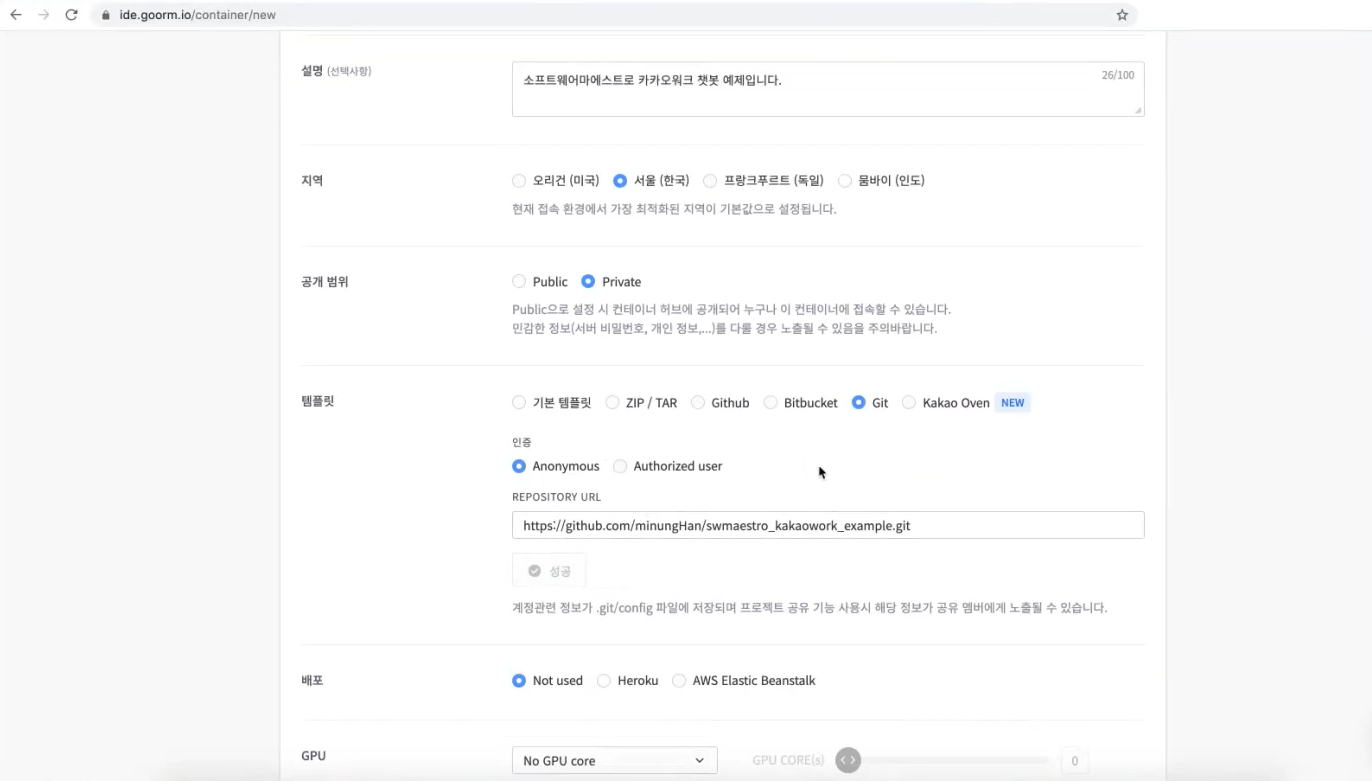 ide.goorm.io/container/new
설명 (선택사항)
소프트웨어마에스트로 카카오워크 챗봇 예제입니다.
26/100
지역
오리건 (미국) 서울 (한국) 프랑크푸르트 (독일) 뭄바이 (인도)
현재 접속 환경에서 가장 최적화된 지역이 기본값으로 설정됩니다.
공개 범위
Public Private
Public으로 설정 시 컨테이너 허브에 공개되어 누구나 이 컨테이너에 접속할 수 있습니다.
민감한 정보(서버 비밀번호, 개인 정보,...)를 다룰 경우 노출될 수 있음을 주의바랍니다.
템플릿
기본 템플릿 ZIP / TAR Github Bitbucket Git Kakao Oven NEW
인증
Anonymous Authorized user
REPOSITORY URL
https://github.com/minungHan/swmaestro_kakaowork_example.git
성공
계정관련 정보가 .git/config 파일에 저장되며 프로젝트 공유 기능 사용시 해당 정보가 공유 멤버에게 노출될 수 있습니다.
배포
Not used Heroku AWS Elastic Beanstalk
GPU
No GPU core
GPU CORE(s)
0